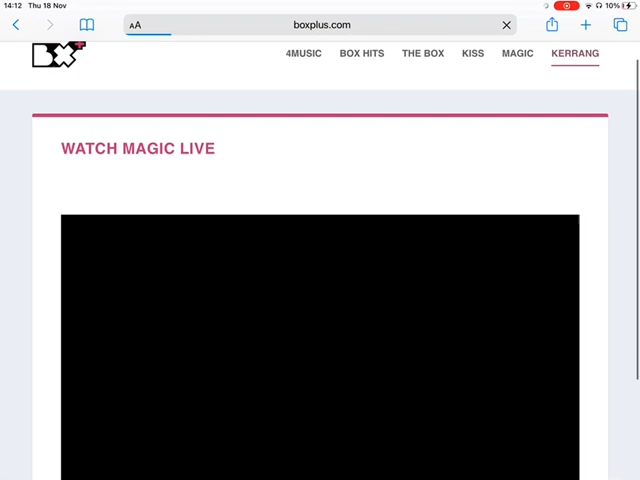 14:12 Thu 18 Nov 10%
AA boxplus.com
BOX+ 4MUSIC BOX HITS THE BOX KISS MAGIC KERRANG
WATCH MAGIC LIVE